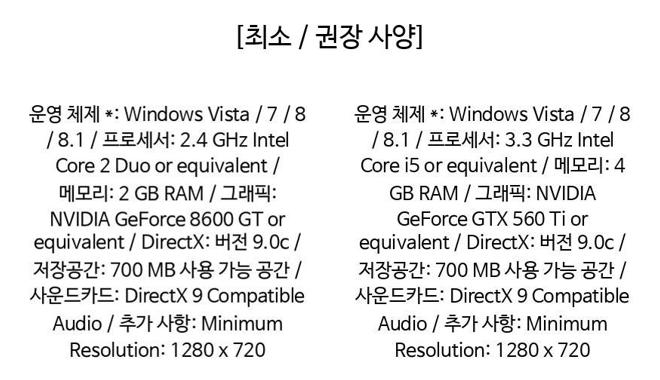 [최소 / 권장 사양]
운영 체제 *: Windows Vista / 7 / 8
/ 8.1 / 프로세서: 2.4 GHz Intel
Core 2 Duo or equivalent /
메모리: 2 GB RAM / 그래픽:
NVIDIA GeForce 8600 GT or
equivalent / DirectX: 버전 9.0c /
저장공간: 700 MB 사용 가능 공간 /
사운드카드: DirectX 9 Compatible
Audio / 추가 사항: Minimum
Resolution: 1280 x 720
운영 체제 *: Windows Vista / 7 / 8
/ 8.1 / 프로세서: 3.3 GHz Intel
Core i5 or equivalent / 메모리: 4
GB RAM / 그래픽: NVIDIA
GeForce GTX 560 Ti or
equivalent / DirectX: 버전 9.0c /
저장공간: 700 MB 사용 가능 공간 /
사운드카드: DirectX 9 Compatible
Audio / 추가 사항: Minimum
Resolution: 1280 x 720